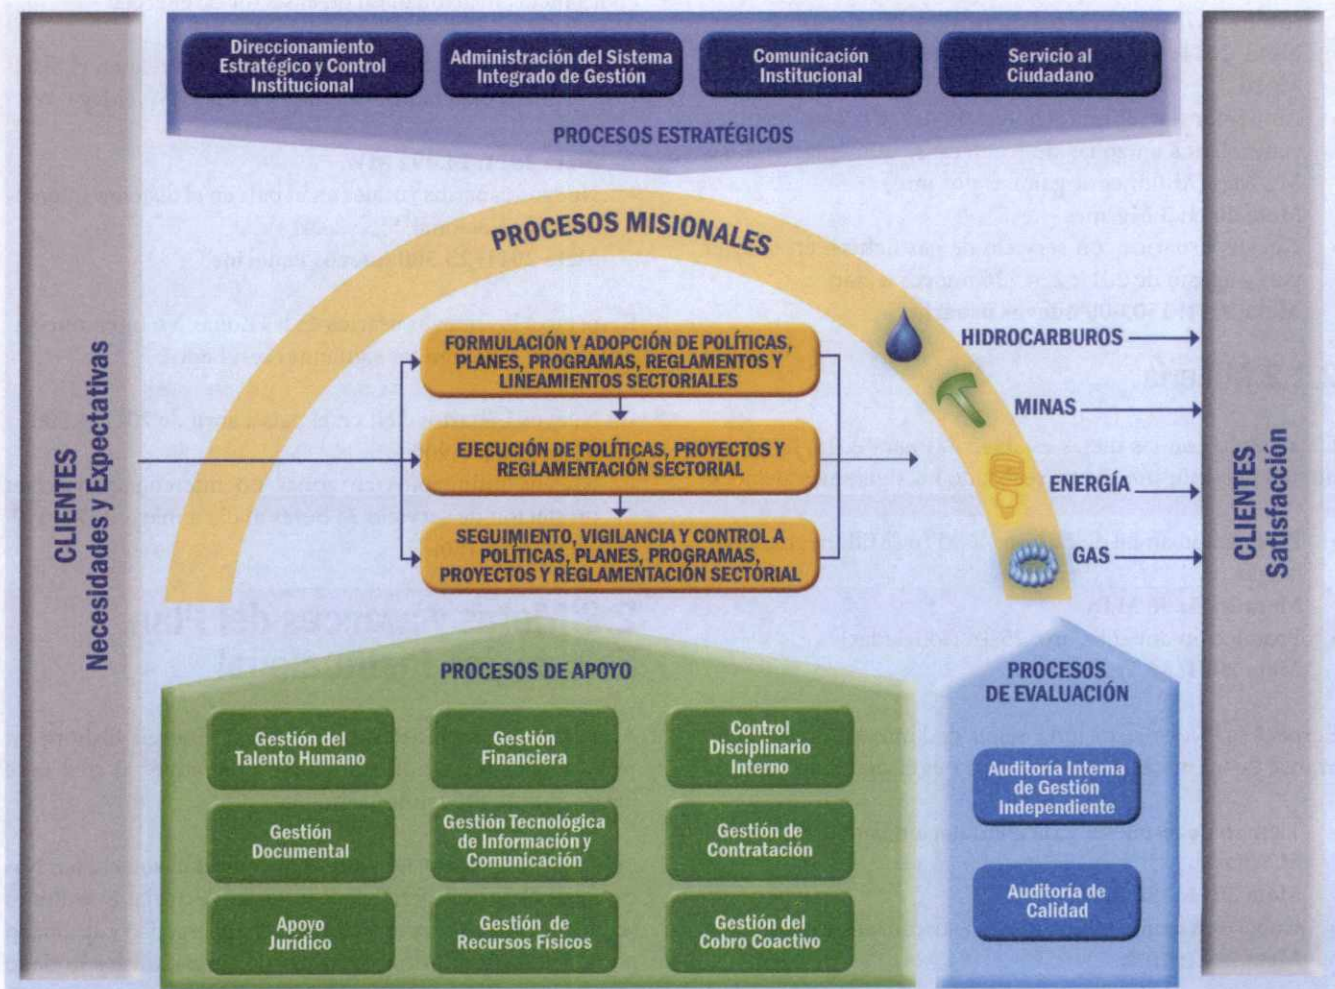 Direccionamiento
Estratégico y Control
Institucional
Administración del Sistema
Integrado de Gestión
Comunicación
Institucional
Servicio al
Ciudadano
PROCESOS ESTRATÉGICOS
PROCESOS MISIONALES
CLIENTES
Necesidades y Expectativas
FORMULACIÓN Y ADOPCIÓN DE POLÍTICAS,
PLANES, PROGRAMAS, REGLAMENTOS Y
LINEAMIENTOS SECTORIALES
EJECUCIÓN DE POLÍTICAS, PROYECTOS Y
REGLAMENTACIÓN SECTORIAL
SEGUIMIENTO, VIGILANCIA Y CONTROL A
POLÍTICAS, PLANES, PROGRAMAS,
PROYECTOS Y REGLAMENTACIÓN SECTORIAL
HIDROCARBUROS
MINAS
ENERGÍA
GAS
CLIENTES
Satisfacción
PROCESOS DE APOYO
Gestión del
Talento Humano
Gestión
Financiera
Control
Disciplinario
Interno
Gestión
Documental
Gestión Tecnológica
de Información y
Comunicación
Gestión de
Contratación
Apoyo
Jurídico
Gestión de
Recursos Físicos
Gestión del
Cobro Coactivo
PROCESOS
DE EVALUACIÓN
Auditoría Interna
de Gestión
Independiente
Auditoría de
Calidad